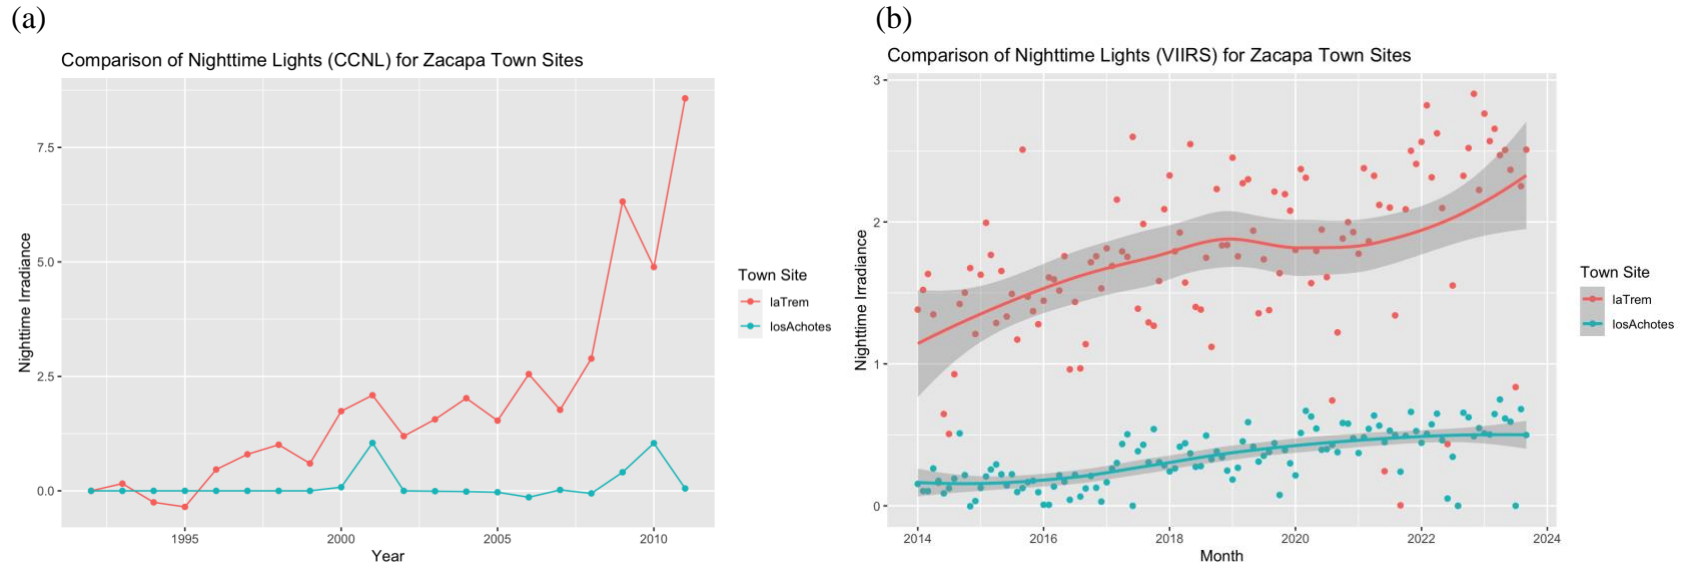 (a)
Comparison of Nighttime Lights (CCNL) for Zacapa Town Sites
Nighttime Irradiance
7.5
5.0
2.5
0.0
1995
2000
2005
2010
Year
Town Site
laTrem
losAchotes
(b)
Comparison of Nighttime Lights (VIIRS) for Zacapa Town Sites
Nighttime Irradiance
3
2
1
0
2014
2016
2018
2020
2022
2024
Month
Town Site
laTrem
losAchotes